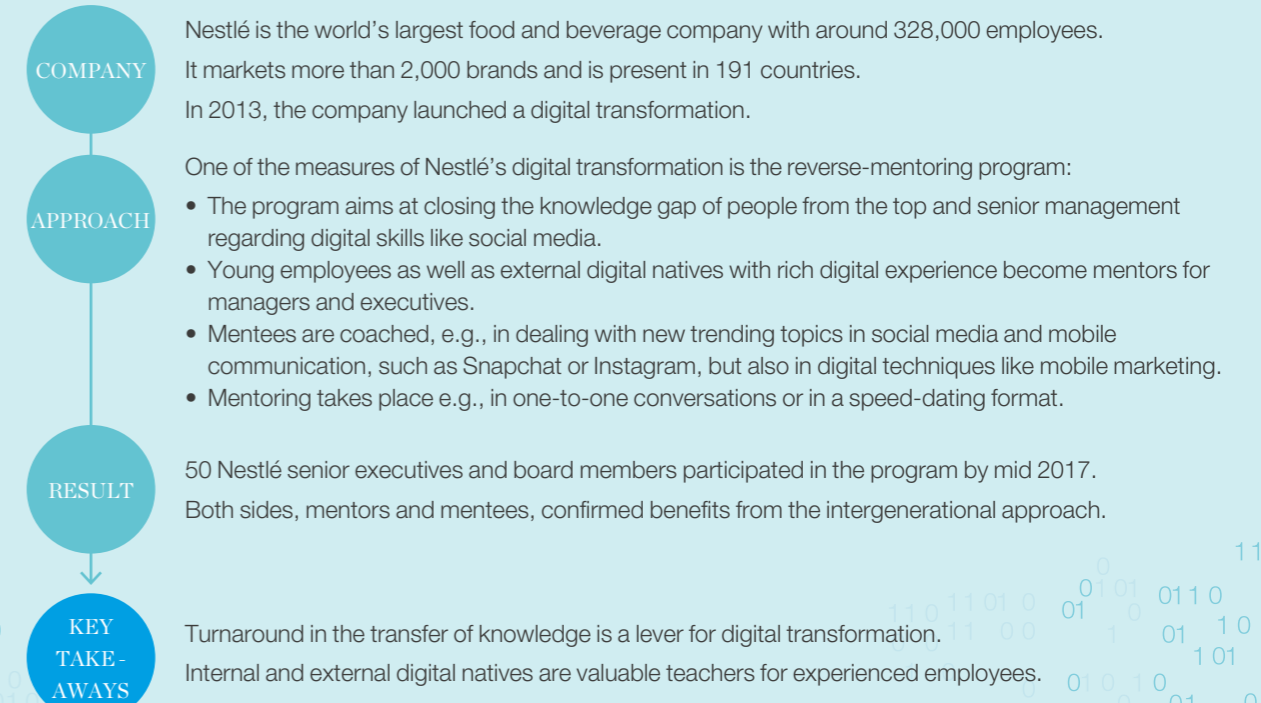 COMPANY
Nestlé is the world's largest food and beverage company with around 328,000 employees.
It markets more than 2,000 brands and is present in 191 countries.
In 2013, the company launched a digital transformation.
APPROACH
One of the measures of Nestlé's digital transformation is the reverse-mentoring program:
• The program aims at closing the knowledge gap of people from the top and senior management
regarding digital skills like social media.
• Young employees as well as external digital natives with rich digital experience become mentors for
managers and executives.
• Mentees are coached, e.g., in dealing with new trending topics in social media and mobile
communication, such as Snapchat or Instagram, but also in digital techniques like mobile marketing.
• Mentoring takes place e.g., in one-to-one conversations or in a speed-dating format.
RESULT
50 Nestlé senior executives and board members participated in the program by mid 2017.
Both sides, mentors and mentees, confirmed benefits from the intergenerational approach.
KEY
TAKE-
AWAYS
Turnaround in the transfer of knowledge is a lever for digital transformation.
Internal and external digital natives are valuable teachers for experienced employees.